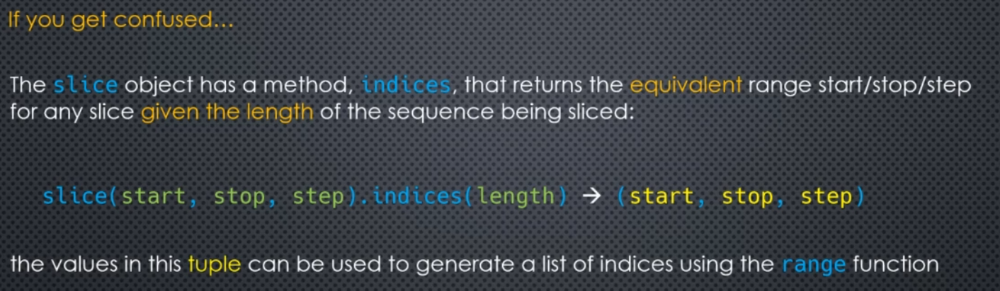 If you get confused...
The slice object has a method, indices, that returns the equivalent range start/stop/step
for any slice given the length of the sequence being sliced:
slice(start, stop, step).indices(length) → (start, stop, step)
the values in this tuple can be used to generate a list of indices using the range function